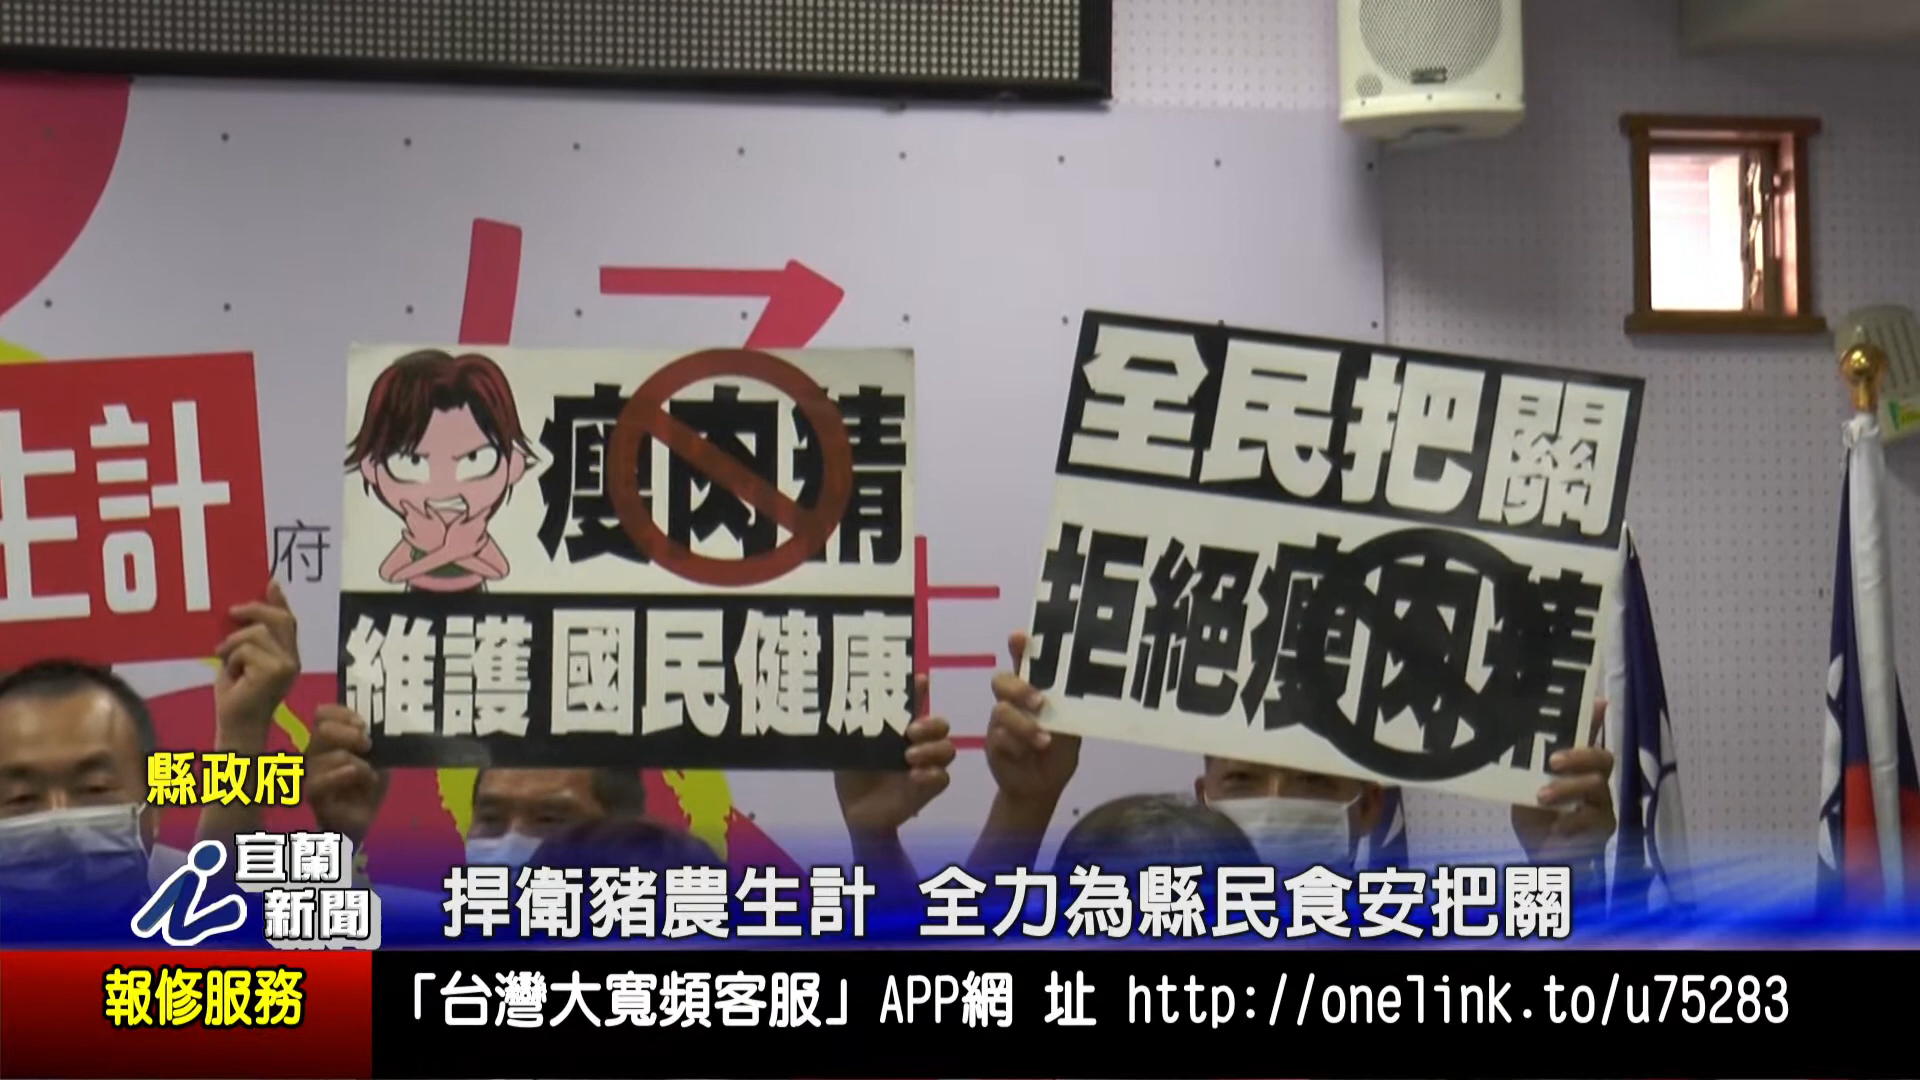 生計
府
瘦肉精
維護國民健康
全民把關
拒絕瘦肉精
縣政府
宜蘭
新聞
捍衛豬農生計 全力為縣民食安把關
報修服務
「台灣大寬頻客服」APP網 址 http://onelink.to/u75283